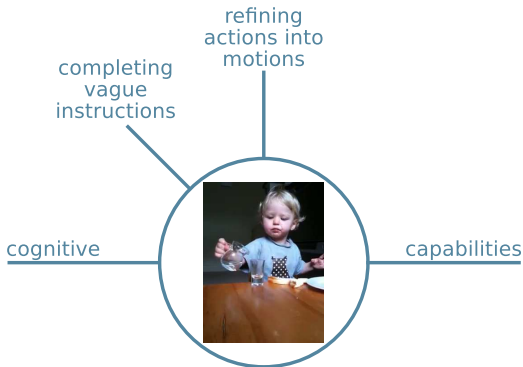 refining
actions into
motions
completing
vague
instructions
cognitive
capabilities